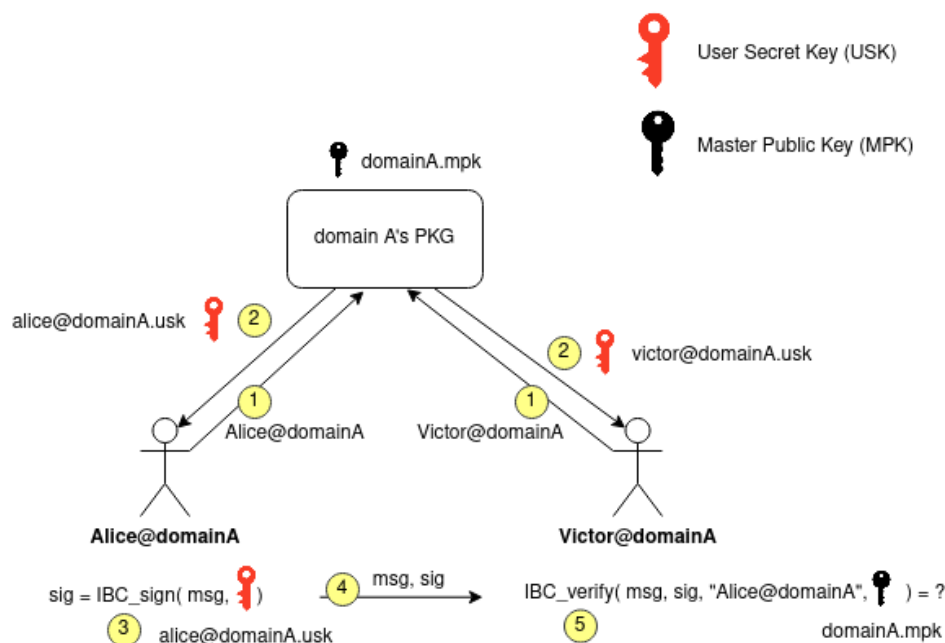 User Secret Key (USK)
Master Public Key (MPK)
domainA.mpk
domain A's PKG
alice@domainA.usk
2
2
victor@domainA.usk
1
1
Alice@domainA
Victor@domainA
Alice@domainA
Victor@domainA
sig = IBC_sign( msg, )
4
msg, sig
IBC_verify( msg, sig, "Alice@domainA", ) = ?
3
alice@domainA.usk
5
domainA.mpk